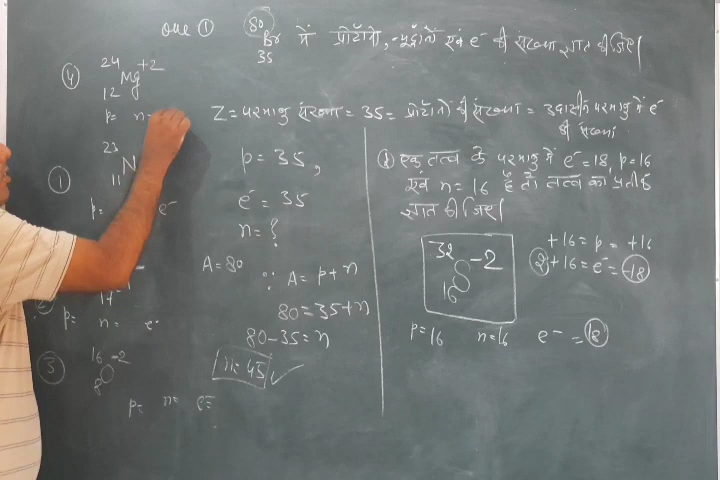 que ①
80
Br
35
में प्रोटॉनों, न्यूट्रॉनों एवं e⁻ की संख्या ज्ञात कीजिए।
④ 24 Mg +2
12
p= n=
① 23 N
11
p= e⁻
p= n= e⁻
③ 16 O -2
8
p= n= e⁻=
Z = परमाणु संख्या = 35 = प्रोटॉनों की संख्या = उदासीन परमाणु में e⁻
की संख्या
p = 35,
e⁻ = 35
n = ?
A = 80 ∵ A = p + n
80 = 35 + n
80 - 35 = n
n = 45 ✓
एक तत्व के परमाणु में e⁻ = 18, p = 16
एवं n = 16 है तो तत्व का प्रतीक
ज्ञात कीजिए।
32 S -2
16
+16 = p = +16
② +16 = e⁻ = -18
p = 16 n = 16 e⁻ = 18